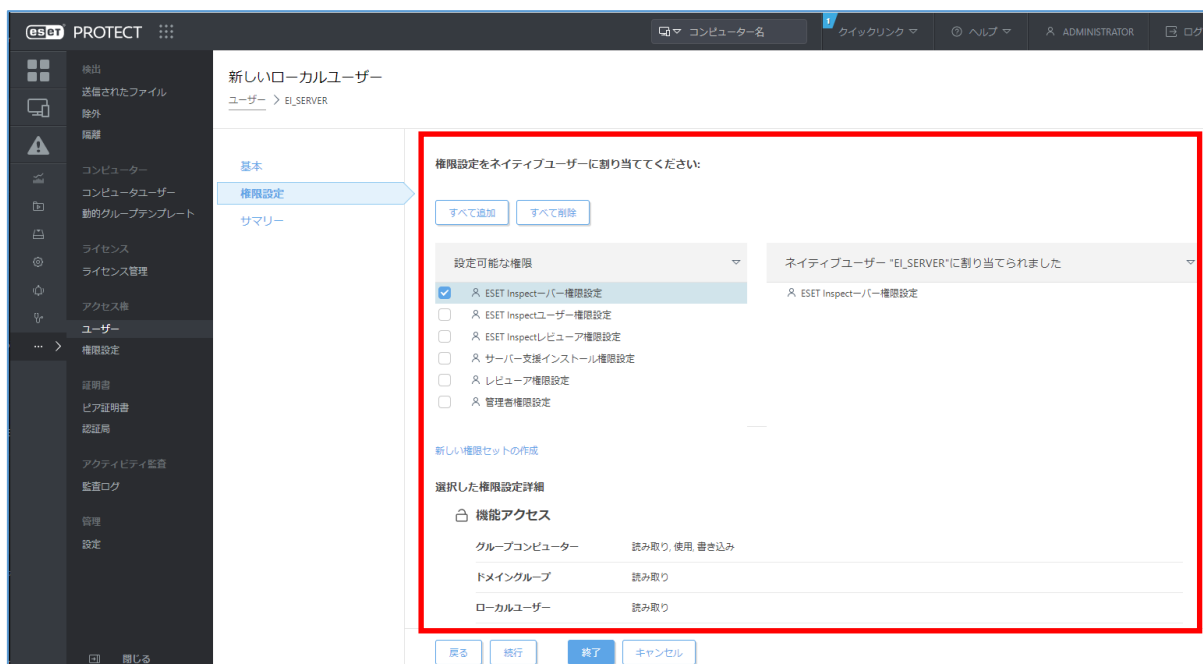 eseT PROTECT
コンピューター名
1
クイックリンク
ヘルプ
ADMINISTRATOR
ログ
検出
送信されたファイル
除外
隔離
コンピューター
コンピュータユーザー
動的グループテンプレート
ライセンス
ライセンス管理
アクセス権
ユーザー
権限設定
証明書
ピア証明書
認証局
アクティビティ監査
監査ログ
管理
設定
閉じる
新しいローカルユーザー
ユーザー > EI_SERVER
基本
権限設定
サマリー
権限設定をネイティブユーザーに割り当ててください:
すべて追加 すべて削除
設定可能な権限
ESET Inspectーバー権限設定
ESET Inspectユーザー権限設定
ESET Inspectレビューア権限設定
サーバー支援インストール権限設定
レビューア権限設定
管理者権限設定
ネイティブユーザー "EI_SERVER"に割り当てられました
ESET Inspectーバー権限設定
新しい権限セットの作成
選択した権限設定詳細
機能アクセス
グループコンピューター 読み取り, 使用, 書き込み
ドメイングループ 読み取り
ローカルユーザー 読み取り
戻る 続行 終了 キャンセル